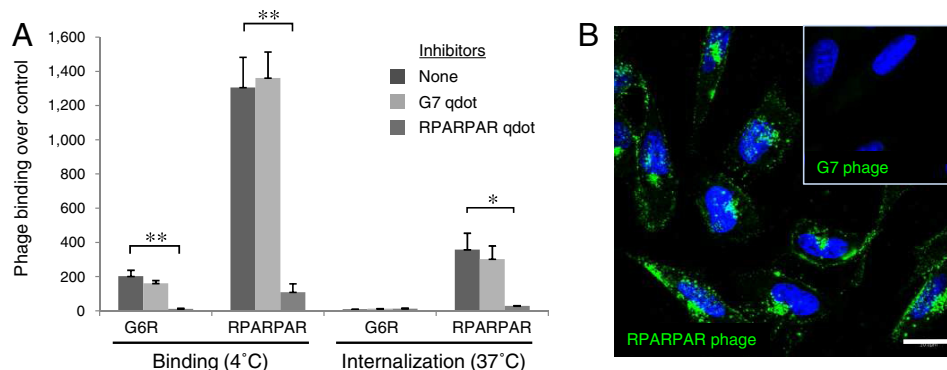 A
Phage binding over control
1,600
1,400
1,200
1,000
800
600
400
200
0
**
**
*
Inhibitors
None
G7 qdot
RPARPAR qdot
G6R
RPARPAR
G6R
RPARPAR
Binding (4˚C)
Internalization (37˚C)
B
G7 phage
RPARPAR phage